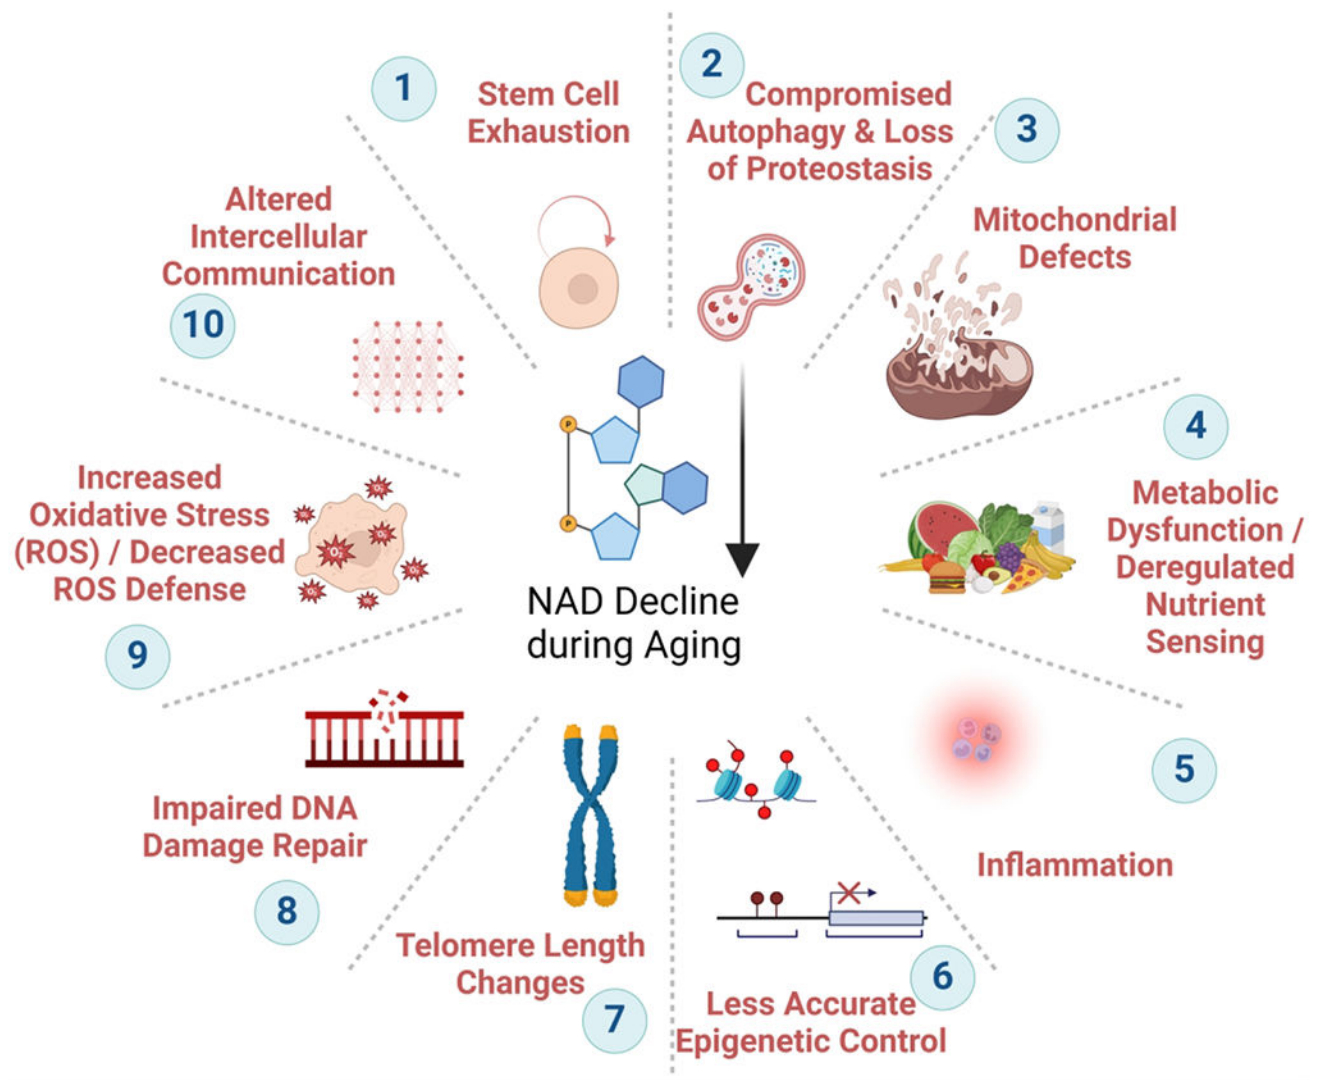 1
Stem Cell
Exhaustion
2
Compromised
Autophagy & Loss
of Proteostasis
3
Mitochondrial
Defects
4
Metabolic
Dysfunction /
Deregulated
Nutrient
Sensing
5
Inflammation
6
Less Accurate
Epigenetic Control
7
Telomere Length
Changes
8
Impaired DNA
Damage Repair
9
Increased
Oxidative Stress
(ROS) / Decreased
ROS Defense
O₂
O₂
10
Altered
Intercellular
Communication
P
P
NAD Decline
during Aging